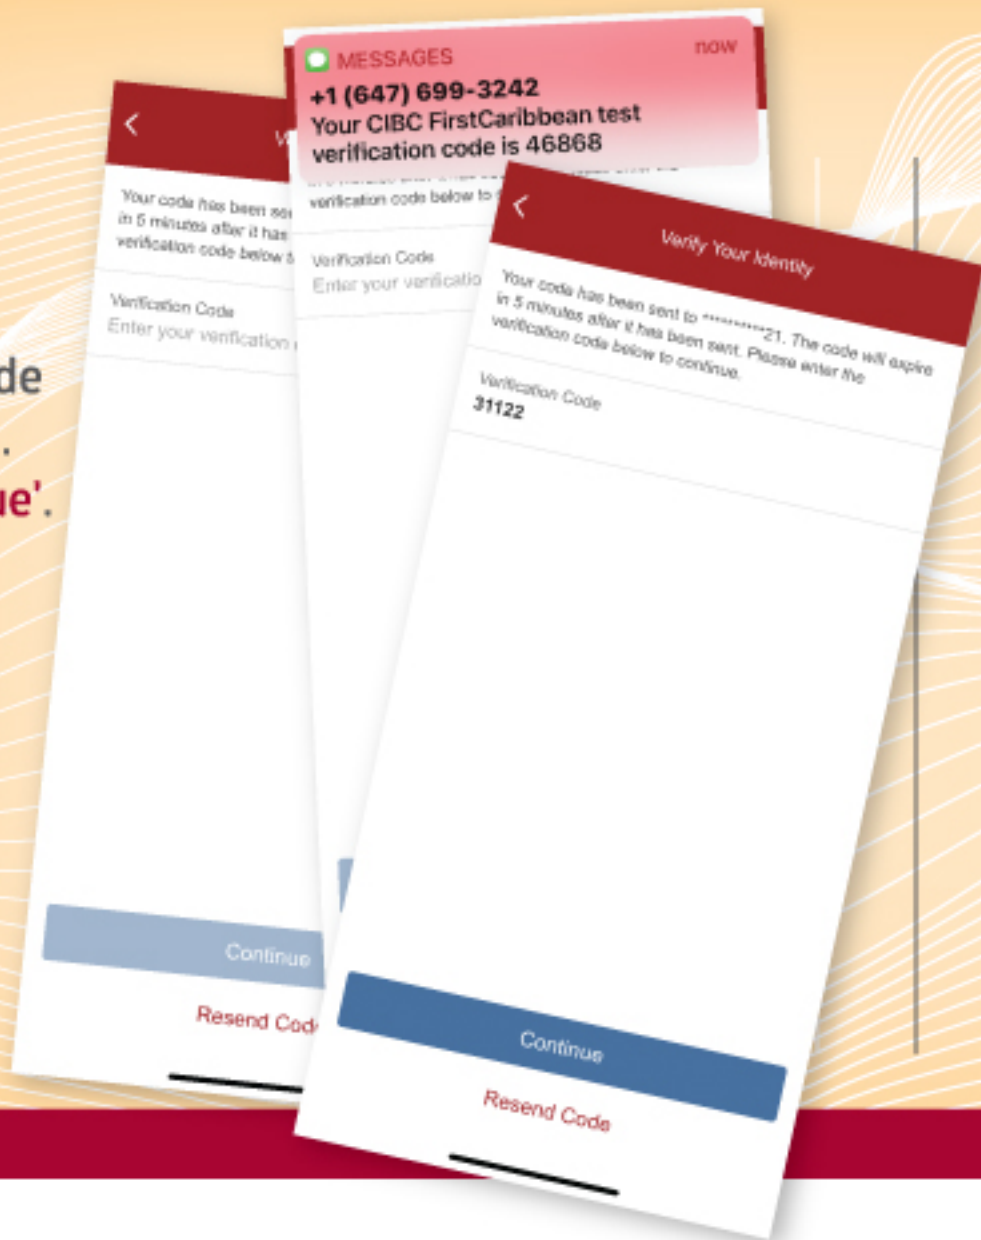 de
.
ue'.
Your code has been se
in 5 minutes after it has
verification code below
Verification Code
Enter your verification
Continue
Resend Code
MESSAGES
now
+1 (647) 699-3242
Your CIBC FirstCaribbean test
verification code is 46868
verification code below to
Verification Code
Enter your verificatio
Verify Your Identity
Your code has been sent to **********21. The code will expire
in 5 minutes after it has been sent. Please enter the
verification code below to continue.
Verification Code
31122
Continue
Resend Code